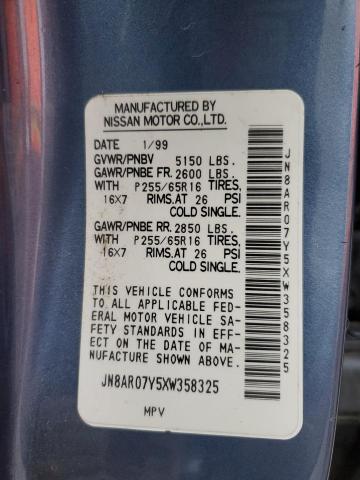 MANUFACTURED BY
NISSAN MOTOR CO.,LTD.
DATE 1/99
GVWR/PNBV 5150 LBS.
GAWR/PNBE FR. 2600 LBS.
WITH P255/65R16 TIRES,
16X7 RIMS.AT 26 PSI
COLD SINGLE.
GAWR/PNBE RR. 2850 LBS.
WITH P255/65R16 TIRES,
16X7 RIMS.AT 26 PSI
COLD SINGLE.
THIS VEHICLE CONFORMS
TO ALL APPLICABLE FED-
ERAL MOTOR VEHICLE SA-
FETY STANDARDS IN EF-
FECT ON THE DATE OF MA-
NUFACTURE SHOWN ABOVE.
JN8AR07Y5XW358325
MPV
JN8AR07Y5XW358325